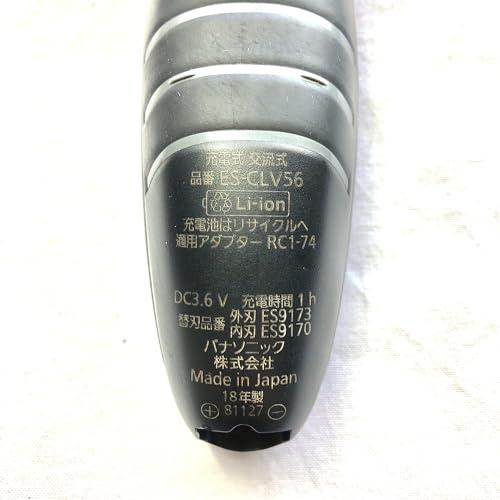 充電式 交流式
品番 ES-CLV56
Li-ion
充電池はリサイクルへ
適用アダプター RC1-74
DC3.6 V 充電時間 1 h
替刃品番 外刃 ES9173
内刃 ES9170
パナソニック
株式会社
Made in Japan
18年製
+ 81127 −